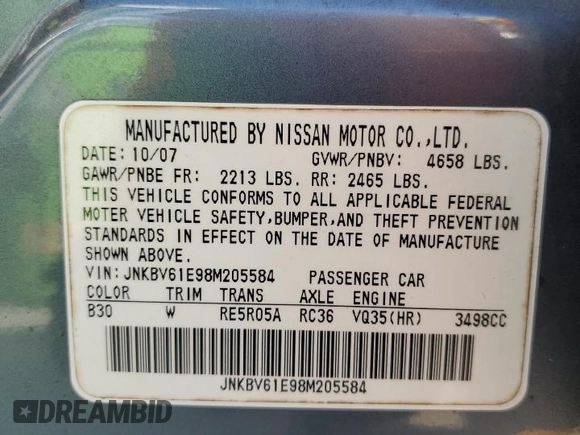 MANUFACTURED BY NISSAN MOTOR CO.,LTD.
DATE: 10/07 GVWR/PNBV: 4658 LBS.
GAWR/PNBE FR: 2213 LBS. RR: 2465 LBS.
THIS VEHICLE CONFORMS TO ALL APPLICABLE FEDERAL
MOTER VEHICLE SAFETY,BUMPER,AND THEFT PREVENTION
STANDARDS IN EFFECT ON THE DATE OF MANUFACTURE
SHOWN ABOVE.
VIN: JNKBV61E98M205584 PASSENGER CAR
COLOR TRIM TRANS AXLE ENGINE
B30 W RE5R05A RC36 VQ35(HR) 3498CC
JNKBV61E98M205584
DREAMBID